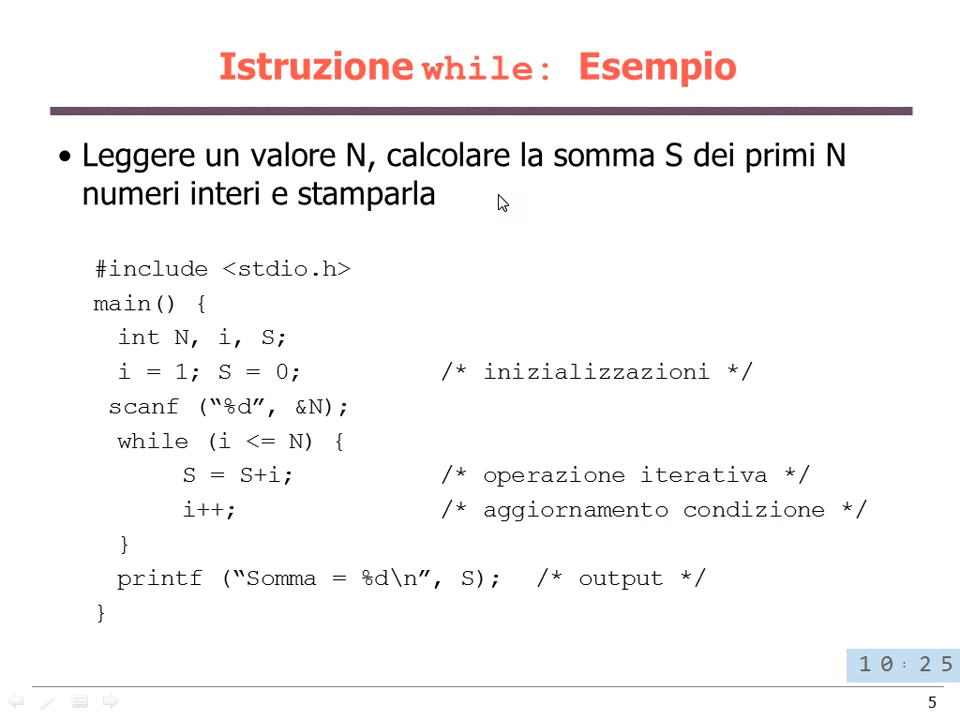 Istruzione while: Esempio
• Leggere un valore N, calcolare la somma S dei primi N
numeri interi e stamparla
#include <stdio.h>
main() {
int N, i, S;
i = 1; S = 0; /* inizializzazioni */
scanf (“%d”, &N);
while (i <= N) {
S = S+i; /* operazione iterativa */
i++; /* aggiornamento condizione */
}
printf (“Somma = %d\n”, S); /* output */
}
10:25
5